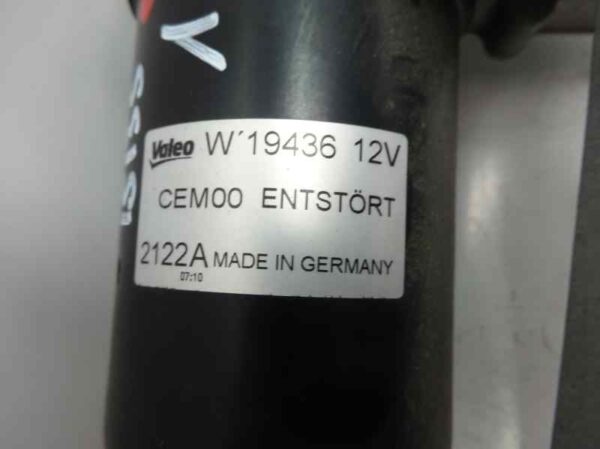 Y
Valeo W´19436 12V
CEM00 ENTSTÖRT
2122A MADE IN GERMANY
07:10